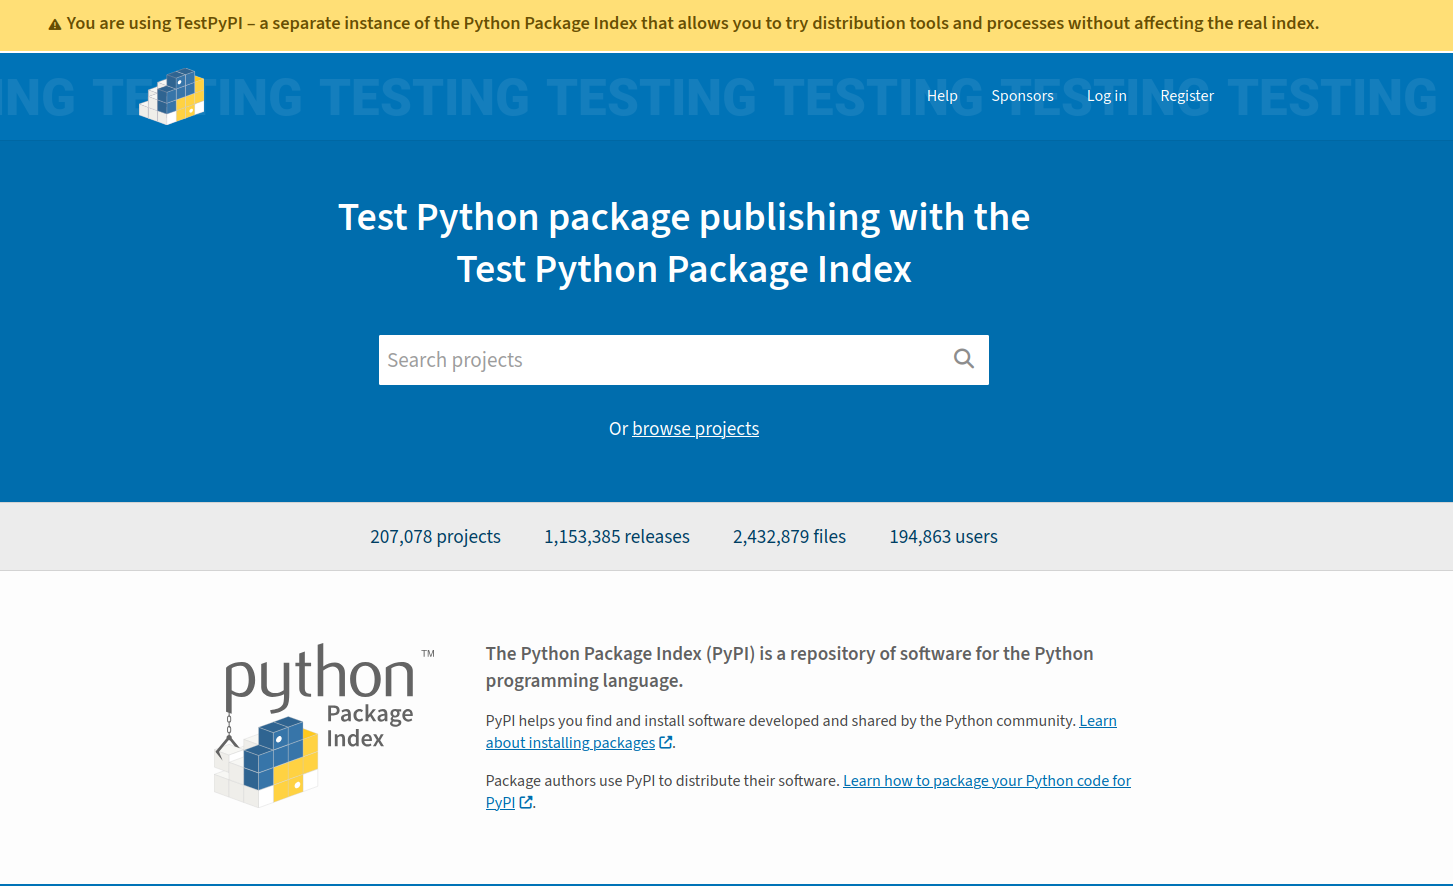 You are using TestPyPI – a separate instance of the Python Package Index that allows you to try distribution tools and processes without affecting the real index.
ING TESTING TESTING TESTING TESTING TESTING TESTING
Help Sponsors Log in Register
Test Python package publishing with the
Test Python Package Index
Search projects
Or browse projects
207,078 projects 1,153,385 releases 2,432,879 files 194,863 users
python TM
Package
Index
The Python Package Index (PyPI) is a repository of software for the Python
programming language.
PyPI helps you find and install software developed and shared by the Python community. Learn
about installing packages.
Package authors use PyPI to distribute their software. Learn how to package your Python code for
PyPI.